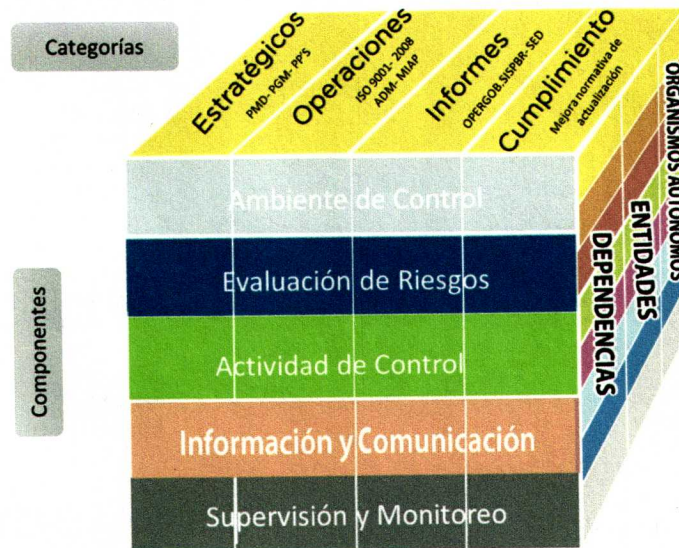 Categorías
Estratégicos
PMD- PGM- PP'S
Operaciones
ISO 9001- 2008
ADM- MIAP
Informes
OPERGOB.SISPBR- SED
Cumplimiento
Mejora normativa de
actualización
Componentes
Ambiente de Control
Evaluación de Riesgos
Actividad de Control
Información y Comunicación
Supervisión y Monitoreo
DEPENDENCIAS
ENTIDADES
ORGANISMOS AUTONOMOS